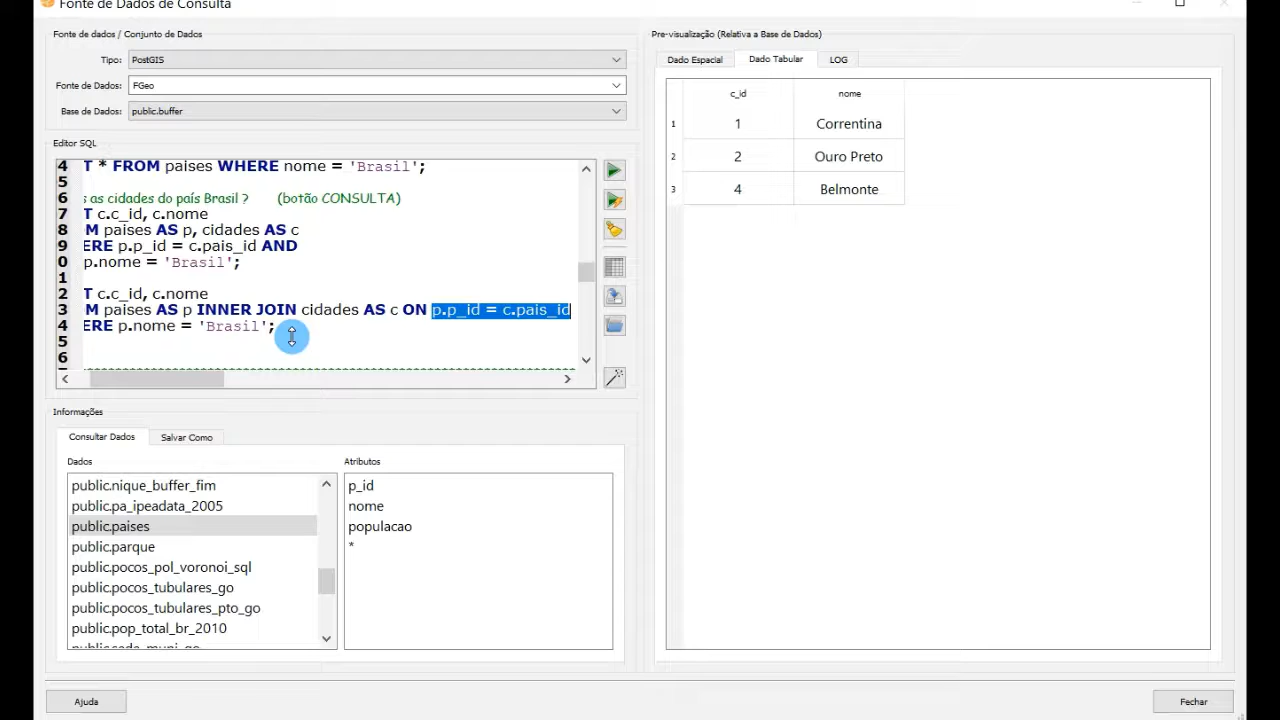 Fonte de Dados de Consulta
Fonte de dados / Conjunto de Dados
Tipo: PostGIS
Fonte de Dados: FGeo
Base de Dados: public.buffer
Editor SQL
4 T * FROM paises WHERE nome = 'Brasil';
5
6 s as cidades do país Brasil ? (botão CONSULTA)
7 T c.c_id, c.nome
8 M paises AS p, cidades AS c
9 ERE p.p_id = c.pais_id AND
0 p.nome = 'Brasil';
1
2 T c.c_id, c.nome
3 M paises AS p INNER JOIN cidades AS c ON p.p_id = c.pais_id
4 ERE p.nome = 'Brasil';
5
6
Informações
Consultar Dados Salvar Como
Dados
public.nique_buffer_fim
public.pa_ipeadata_2005
public.paises
public.parque
public.pocos_pol_voronoi_sql
public.pocos_tubulares_go
public.pocos_tubulares_pto_go
public.pop_total_br_2010
Atributos
p_id
nome
populacao
*
Pre-visualização (Relativa a Base de Dados)
Dado Espacial Dado Tabular LOG
c_id nome
1 1 Correntina
2 2 Ouro Preto
3 4 Belmonte
Ajuda
Fechar